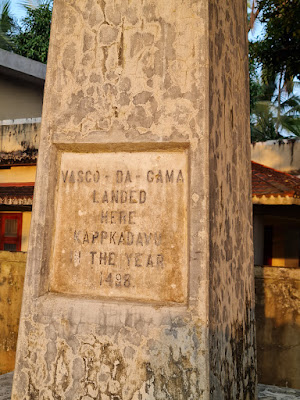 VASCO - DA - GAMA
LANDED
HERE
KAPPKADAVU
IN THE YEAR
1498